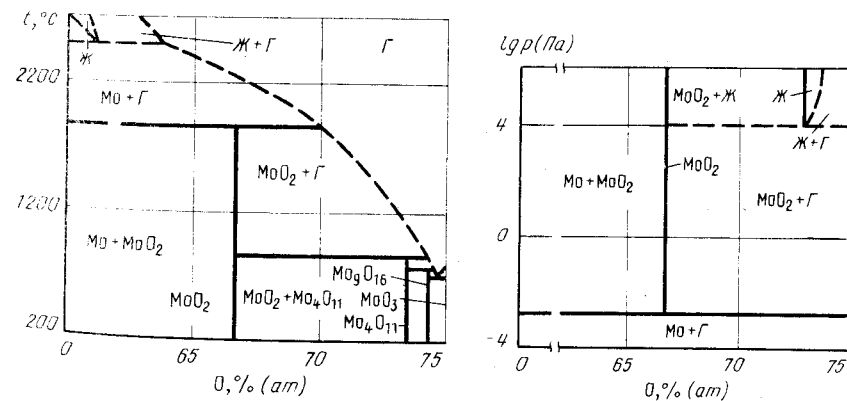 t,°C
Ж
Ж+Г
Г
2200
Mo+Г
MoO₂+Г
1200
Mo+MoO₂
Mo₉O₁₆
MoO₂
MoO₂+Mo₄O₁₁
MoO₃
Mo₄O₁₁
200
0
65
70
75
O,% (ат)
lg p(Па)
MoO₂+Ж
Ж
4
Ж+Г
MoO₂
Mo+MoO₂
MoO₂+Г
0
-4
Mo+Г
0
65
70
75
O,% (ат)